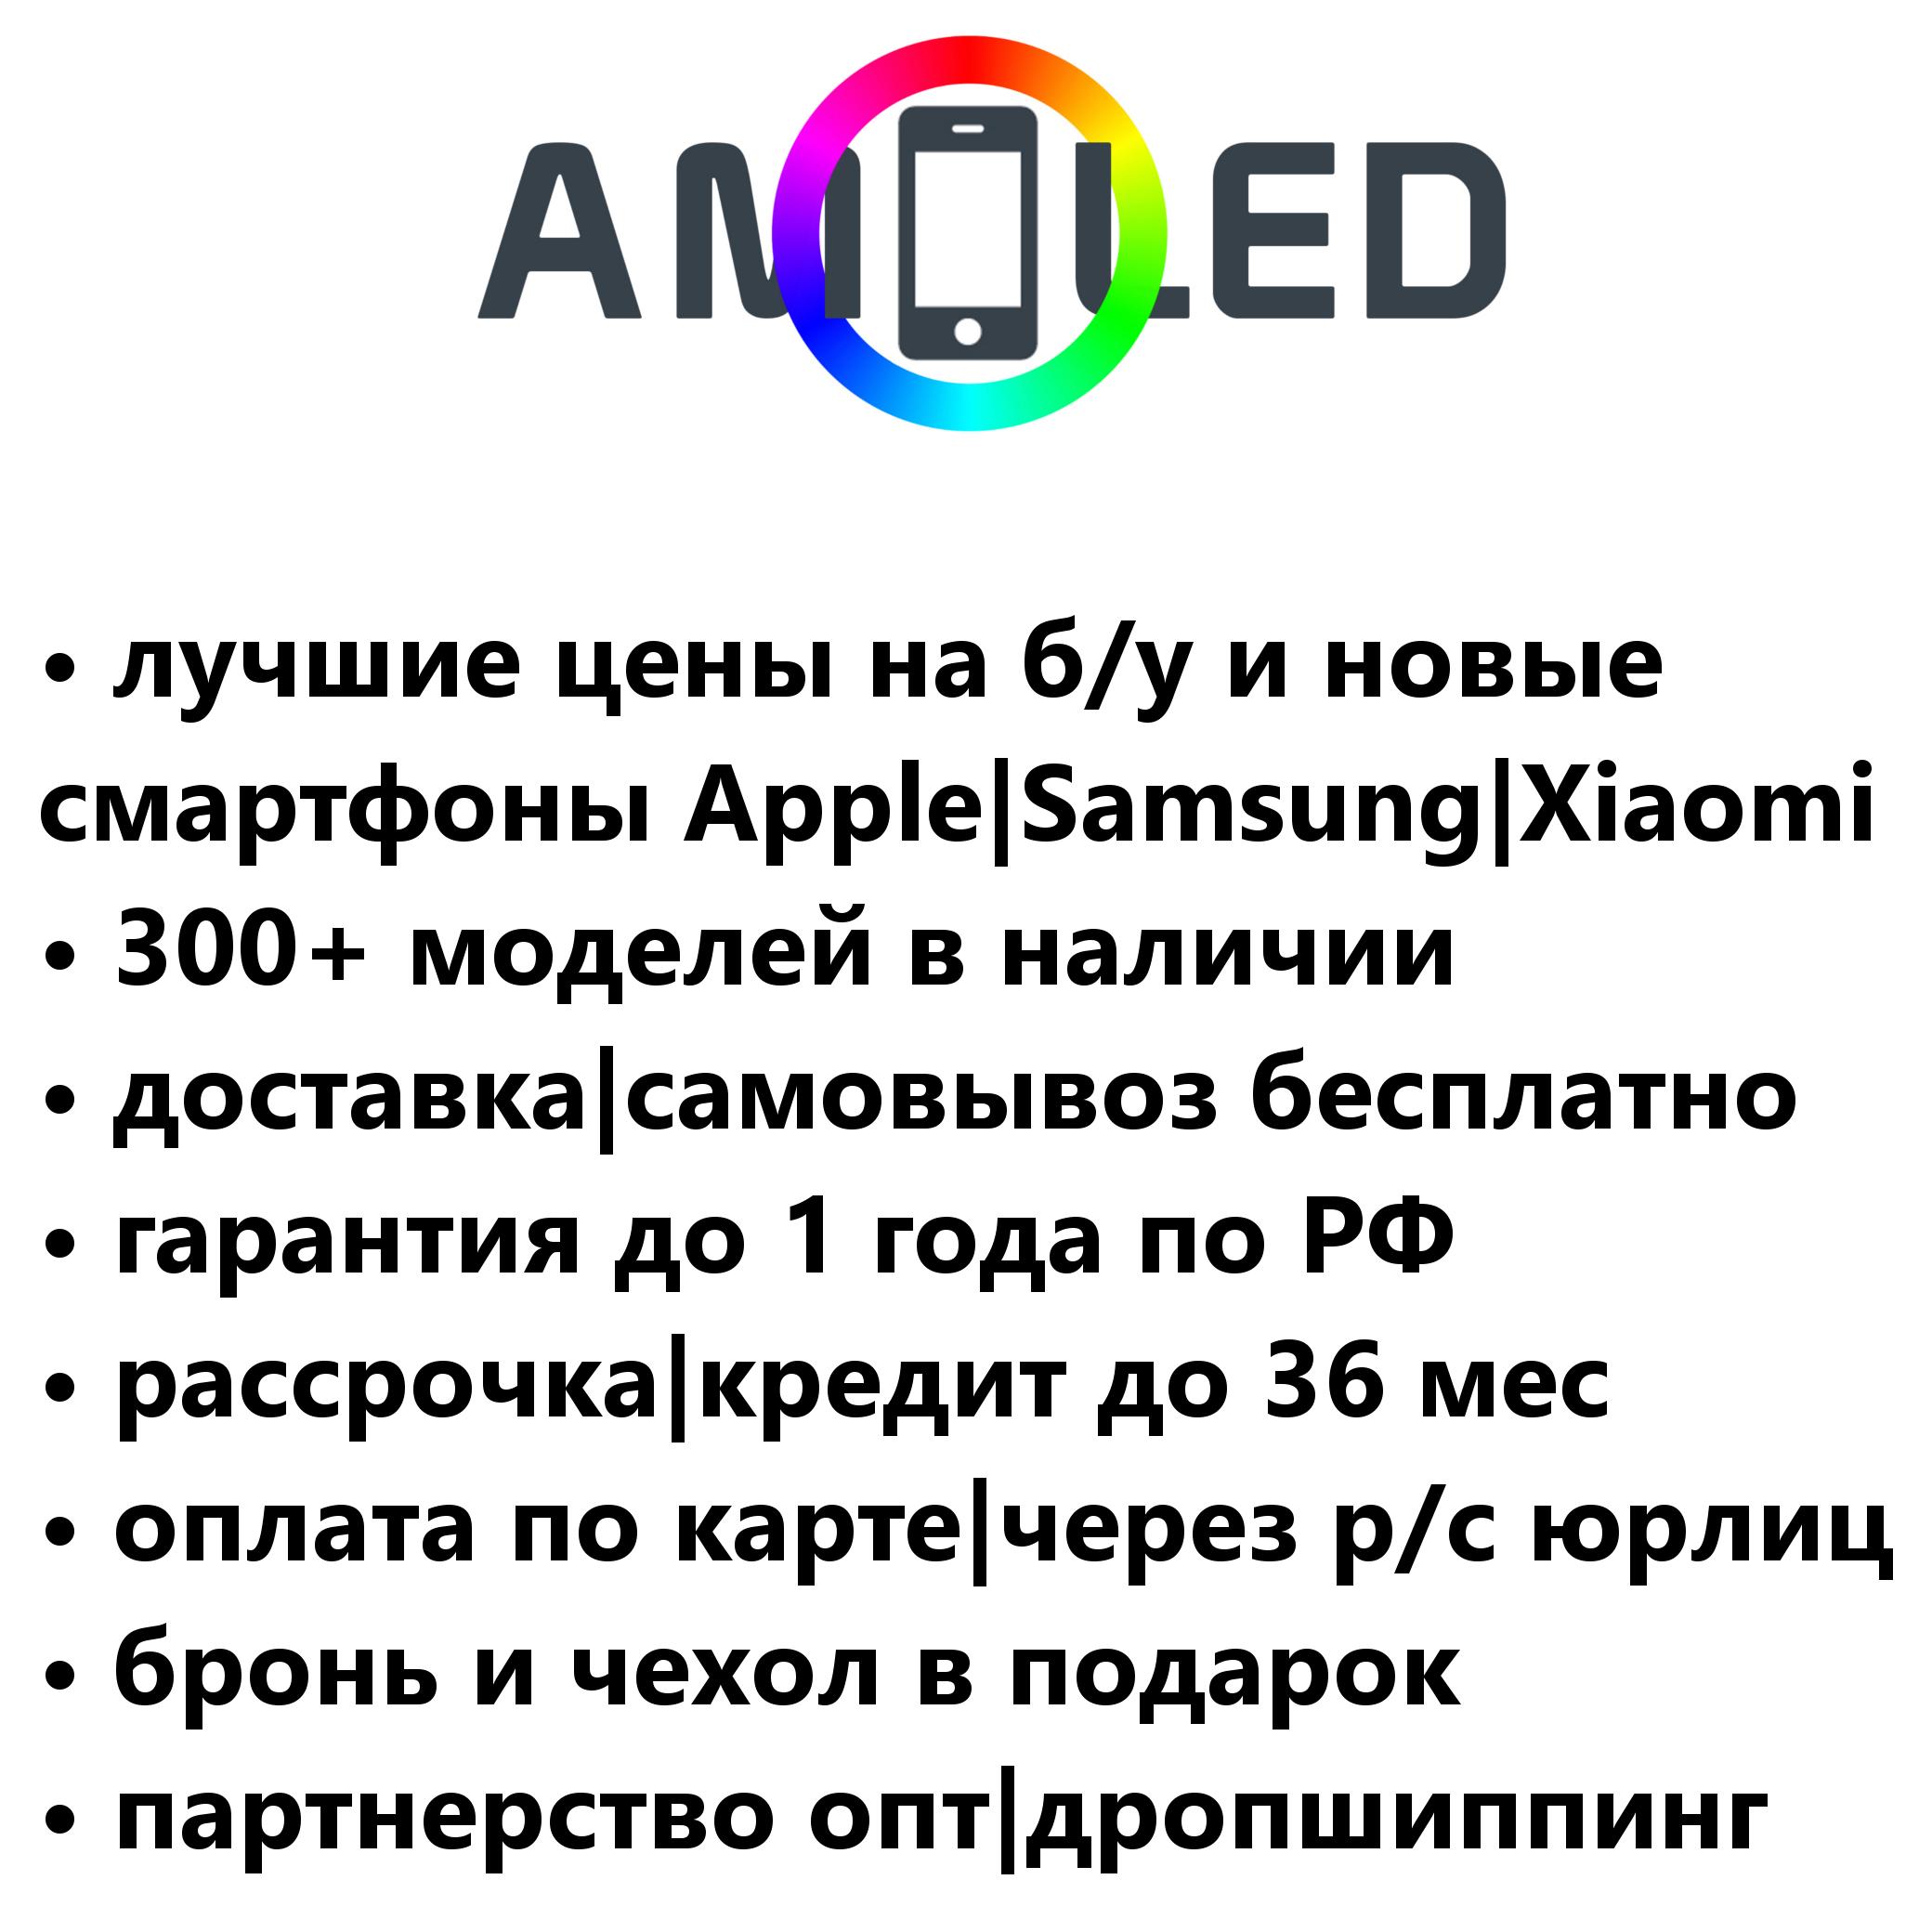 AMOLED
• лучшие цены на б/у и новые
смартфоны Apple|Samsung|Xiaomi
• 300+ моделей в наличии
• доставка|самовывоз бесплатно
• гарантия до 1 года по РФ
• рассрочка|кредит до 36 мес
• оплата по карте|через р/с юрлиц
• бронь и чехол в подарок
• партнерство опт|дропшиппинг